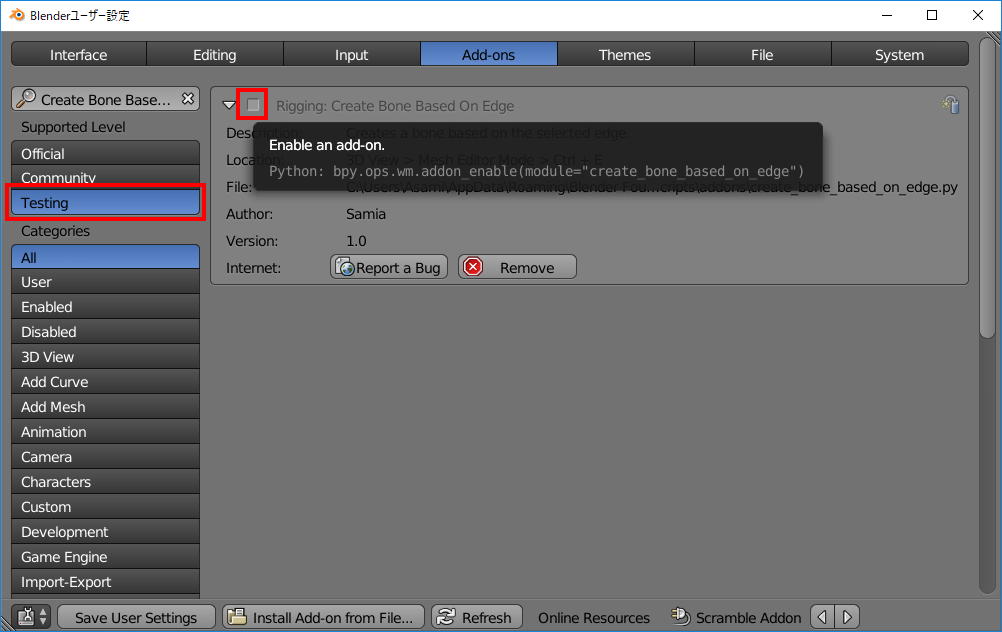 Blenderユーザー設定
Interface
Editing
Input
Add-ons
Themes
File
System
Create Bone Base...
Supported Level
Official
Community
Testing
Categories
All
User
Enabled
Disabled
3D View
Add Curve
Add Mesh
Animation
Camera
Characters
Custom
Development
Game Engine
Import-Export
Rigging: Create Bone Based On Edge
Description: Creates a bone based on the selected edge.
Enable an add-on.
Location: 3D View > Mesh Editor Mode > Ctrl + E
Python: bpy.ops.wm.addon_enable(module="create_bone_based_on_edge")
File: C:\Users\Asami\AppData\Roaming\Blender Fou...cripts\addons\create_bone_based_on_edge.py
Author: Samia
Version: 1.0
Internet: Report a Bug Remove
Save User Settings
Install Add-on from File...
Refresh
Online Resources
Scramble Addon